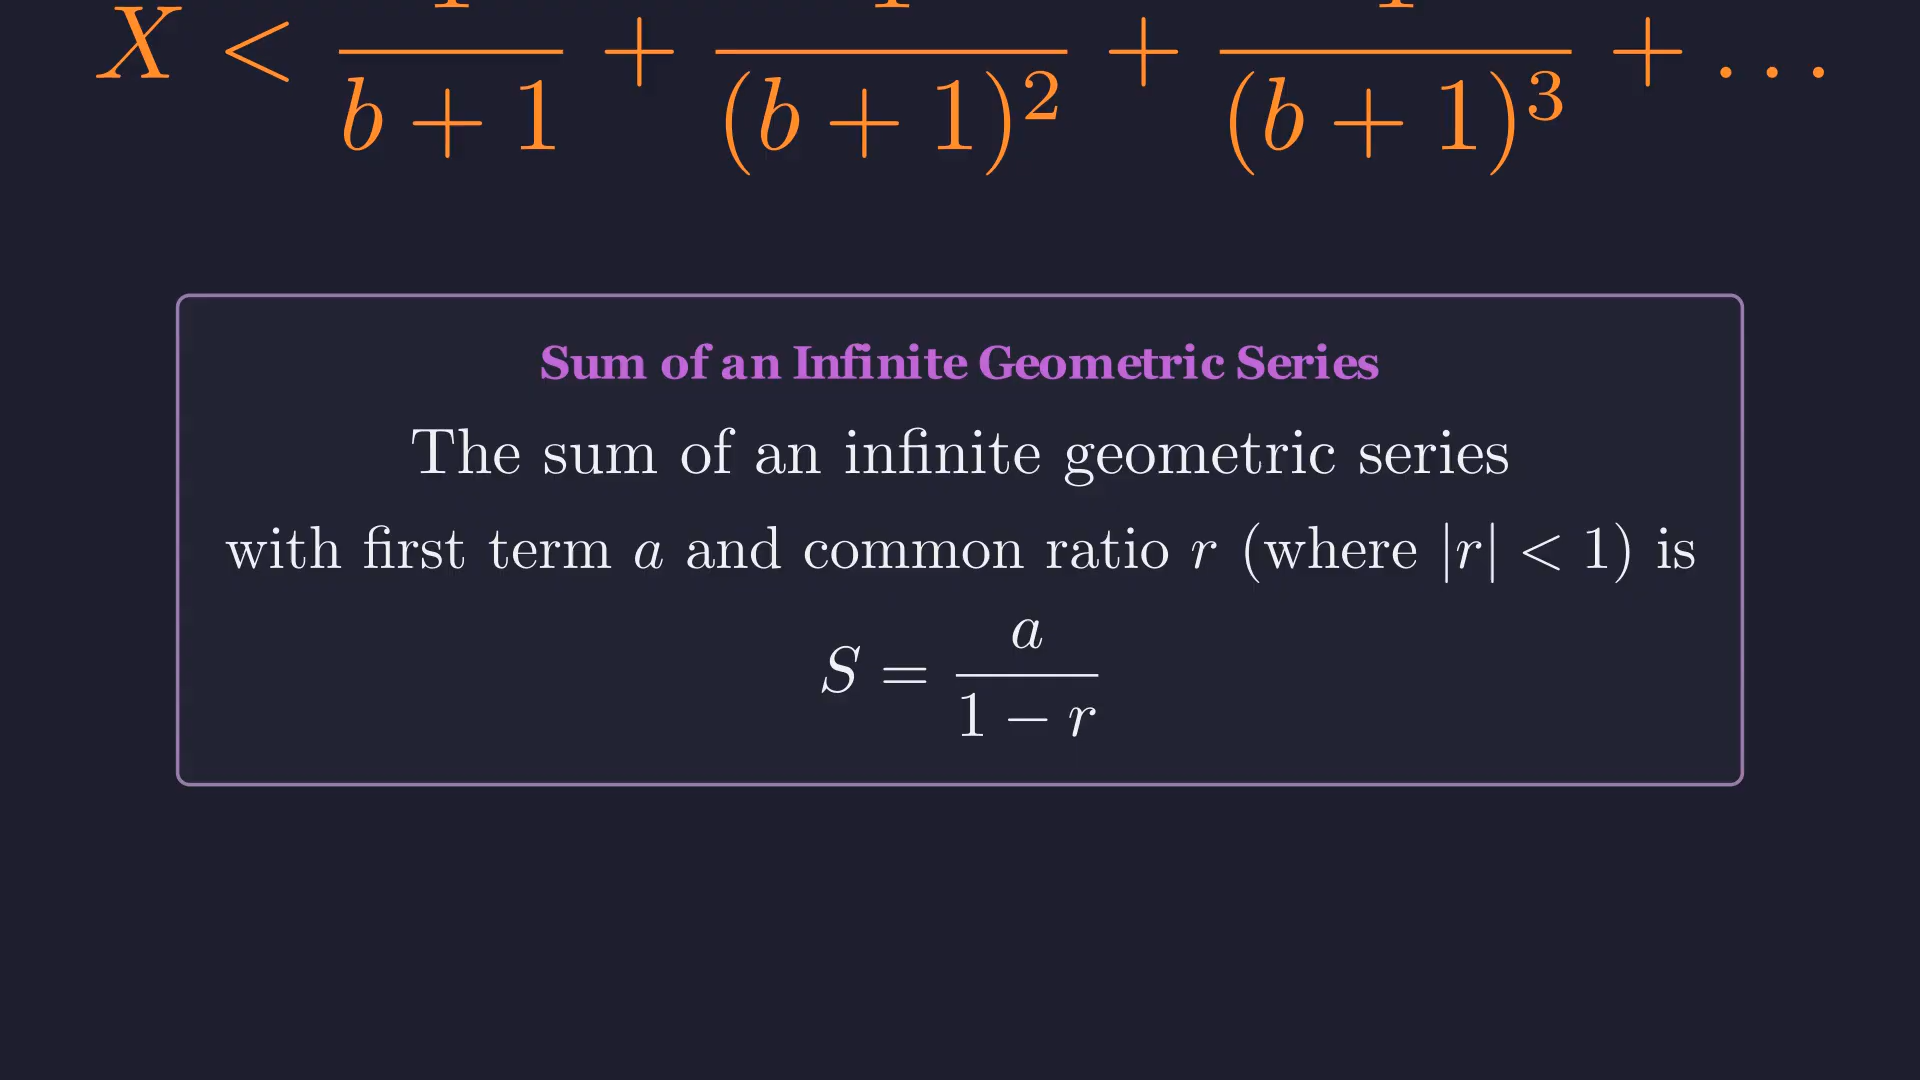 X < 1/(b + 1) + 1/(b + 1)² + 1/(b + 1)³ + …
Sum of an Infinite Geometric Series
The sum of an infinite geometric series
with first term a and common ratio r (where |r| < 1) is
S = a/(1 − r)